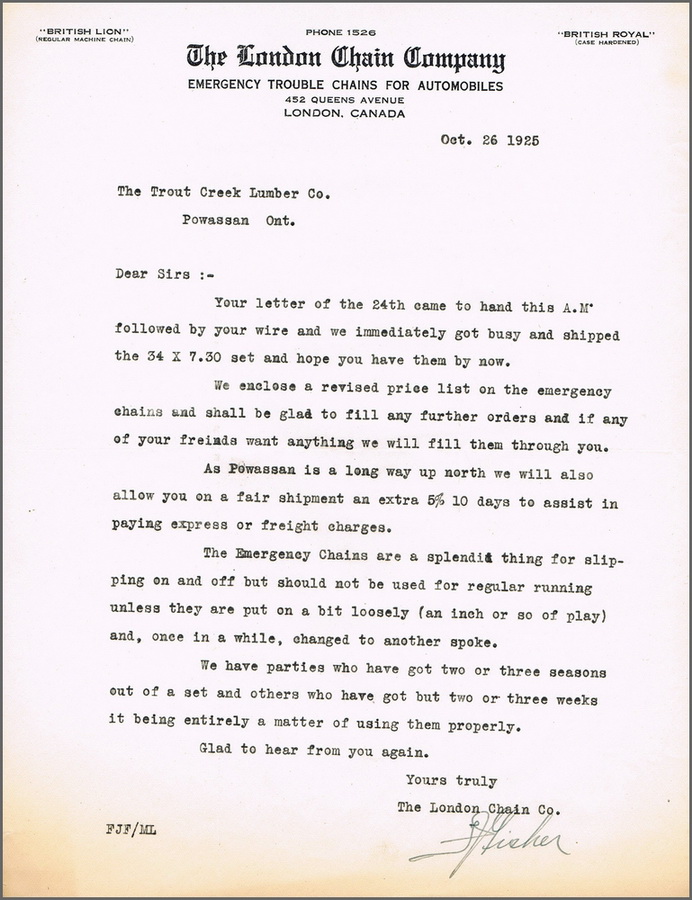 "BRITISH LION"
(REGULAR MACHINE CHAIN)
PHONE 1526
"BRITISH ROYAL"
(CASE HARDENED)
The London Chain Company
EMERGENCY TROUBLE CHAINS FOR AUTOMOBILES
452 QUEENS AVENUE
LONDON, CANADA
Oct. 26 1925
The Trout Creek Lumber Co.
Powassan Ont.
Dear Sirs :-
Your letter of the 24th came to hand this A.M'
followed by your wire and we immediately got busy and shipped
the 34 X 7.30 set and hope you have them by now.
We enclose a revised price list on the emergency
chains and shall be glad to fill any further orders and if any
of your freinds want anything we will fill them through you.
As Powassan is a long way up north we will also
allow you on a fair shipment an extra 5% 10 days to assist in
paying express or freight charges.
The Emergency Chains are a splendid thing for slip-
ping on and off but should not be used for regular running
unless they are put on a bit loosely (an inch or so of play)
and, once in a while, changed to another spoke.
We have parties who have got two or three seasons
out of a set and others who have got but two or three weeks
it being entirely a matter of using them properly.
Glad to hear from you again.
Yours truly
The London Chain Co.
FJF/ML
FJFisher